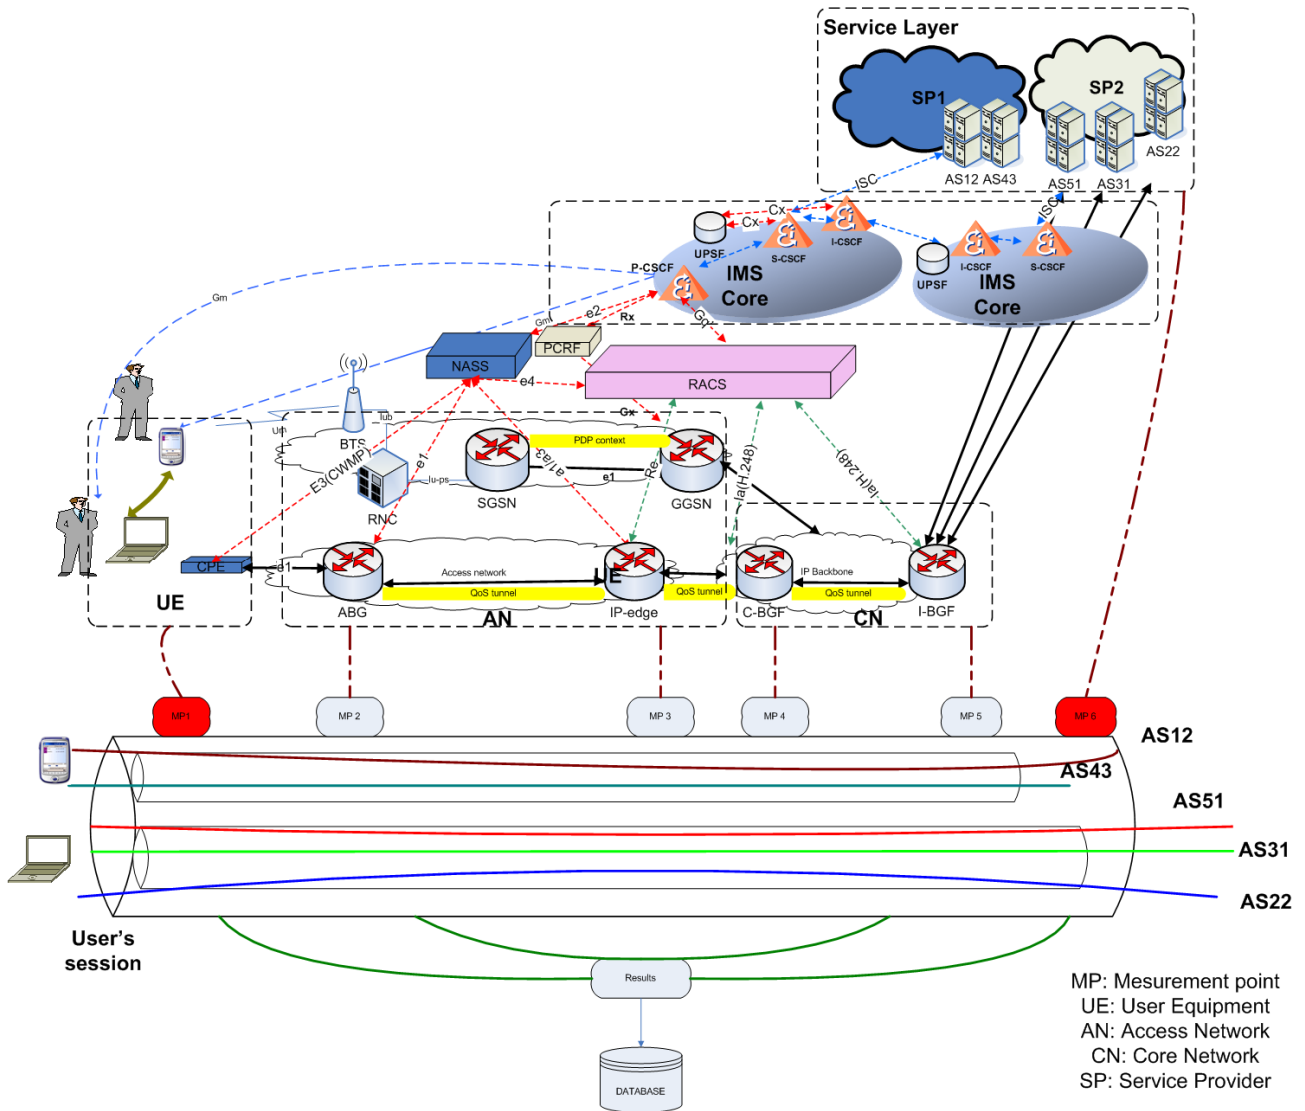 Service Layer
SP1
SP2
AS22
AS12
AS43
AS51
AS31
ISC
ISC
Cx
Cx
UPSF
I-CSCF
S-CSCF
P-CSCF
IMS
Core
I-CSCF
S-CSCF
UPSF
IMS
Core
Gm
Gm
e2
Rx
Gq
NASS
PCRF
RACS
e4
Gx
BTS
Um
Iub
PDP context
E3(CWMP)
e1
a1/a3
Re
Ia(H.248)
Ia(H.248)
Iu-ps
e1
RNC
SGSN
GGSN
CPE
a1
Access network
IP Backbone
QoS tunnel
QoS tunnel
QoS tunnel
ABG
IP-edge
C-BGF
I-BGF
UE
AN
CN
MP1
MP 2
MP 3
MP 4
MP 5
MP 6
AS12
AS43
AS51
AS31
AS22
User's
session
Results
DATABASE
MP: Mesurement point
UE: User Equipment
AN: Access Network
CN: Core Network
SP: Service Provider